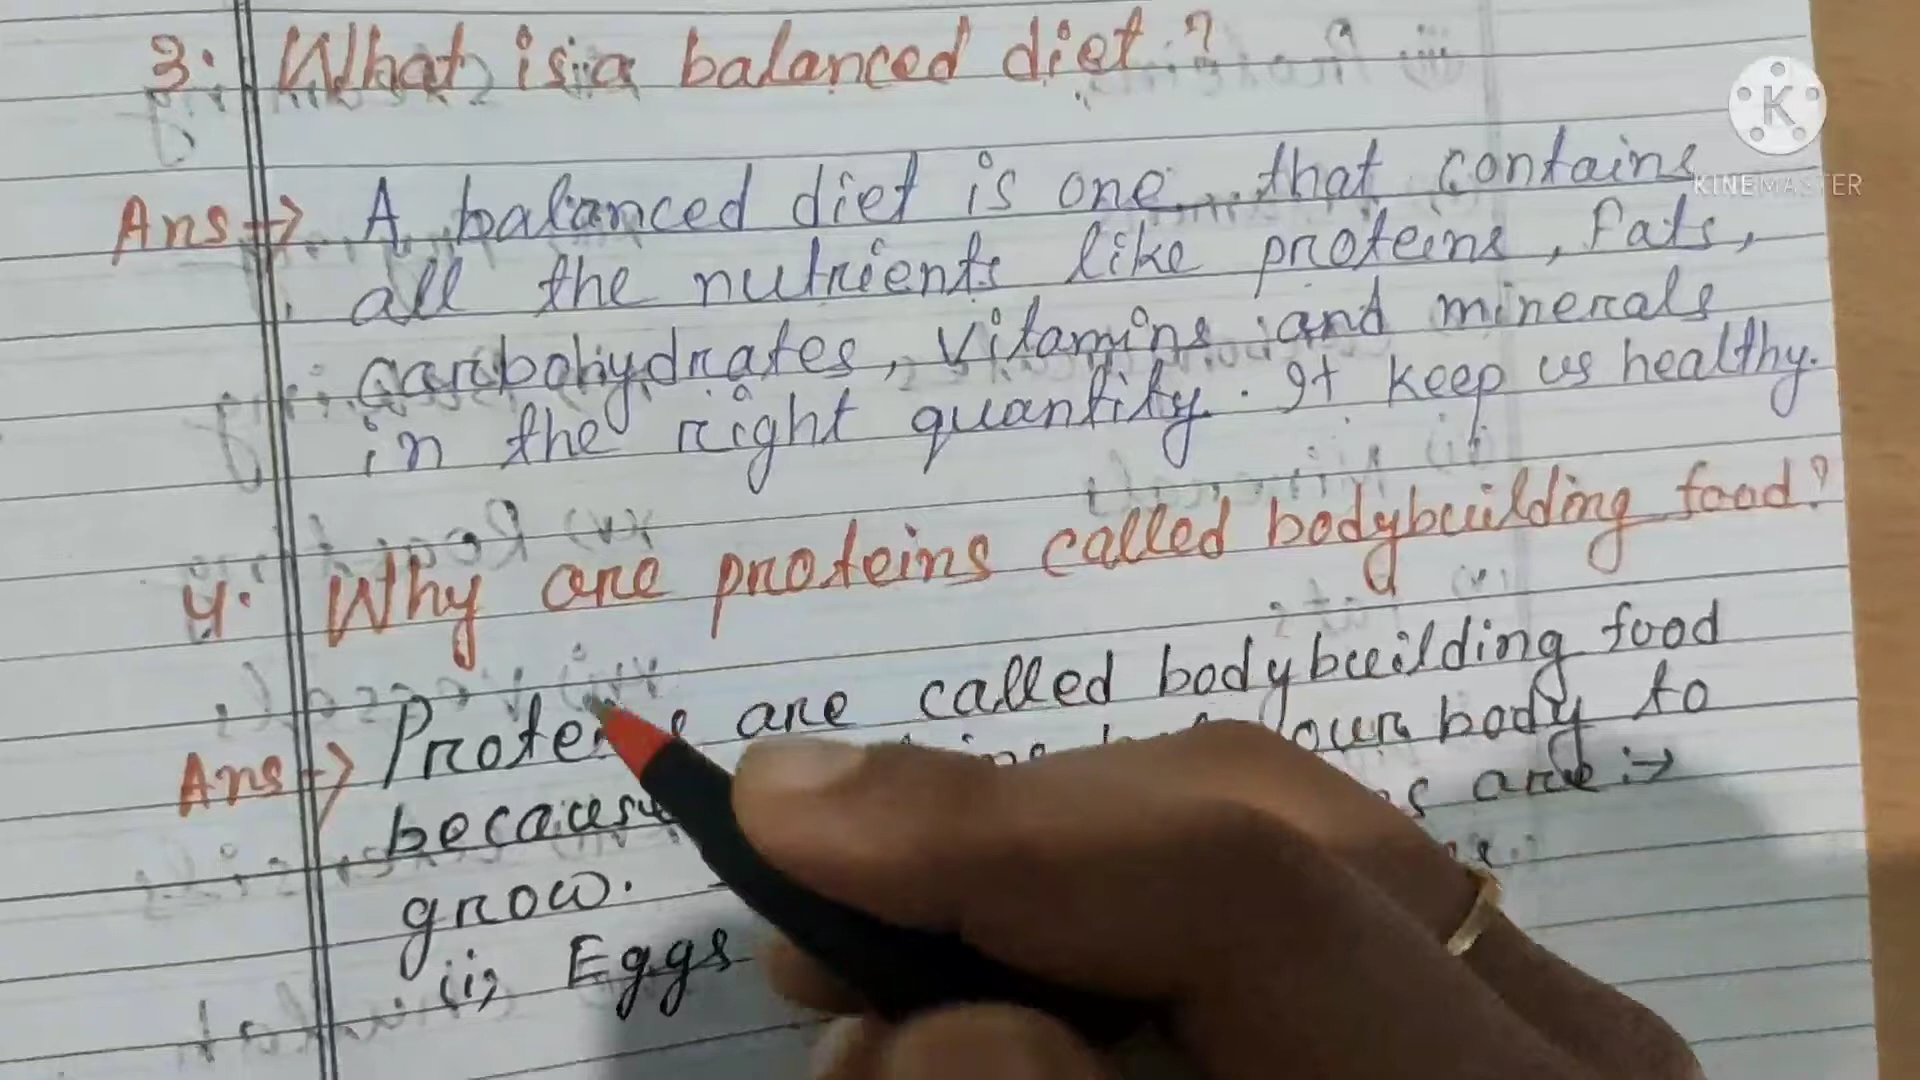 3. What is a balanced diet ?
Ans → A balanced diet is one that contains
all the nutrients like proteins, fats,
carbohydrates, vitamins and minerals
in the right quantity. It keep us healthy.
4. Why are proteins called bodybuilding food?
Ans → Proteins are called bodybuilding food
because our body to
grow. are :→
(i) Eggs
K
KINEMASTER